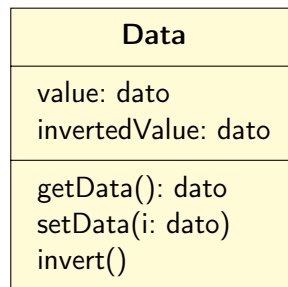 Data
value: dato
invertedValue: dato
getData(): dato
setData(i: dato)
invert()